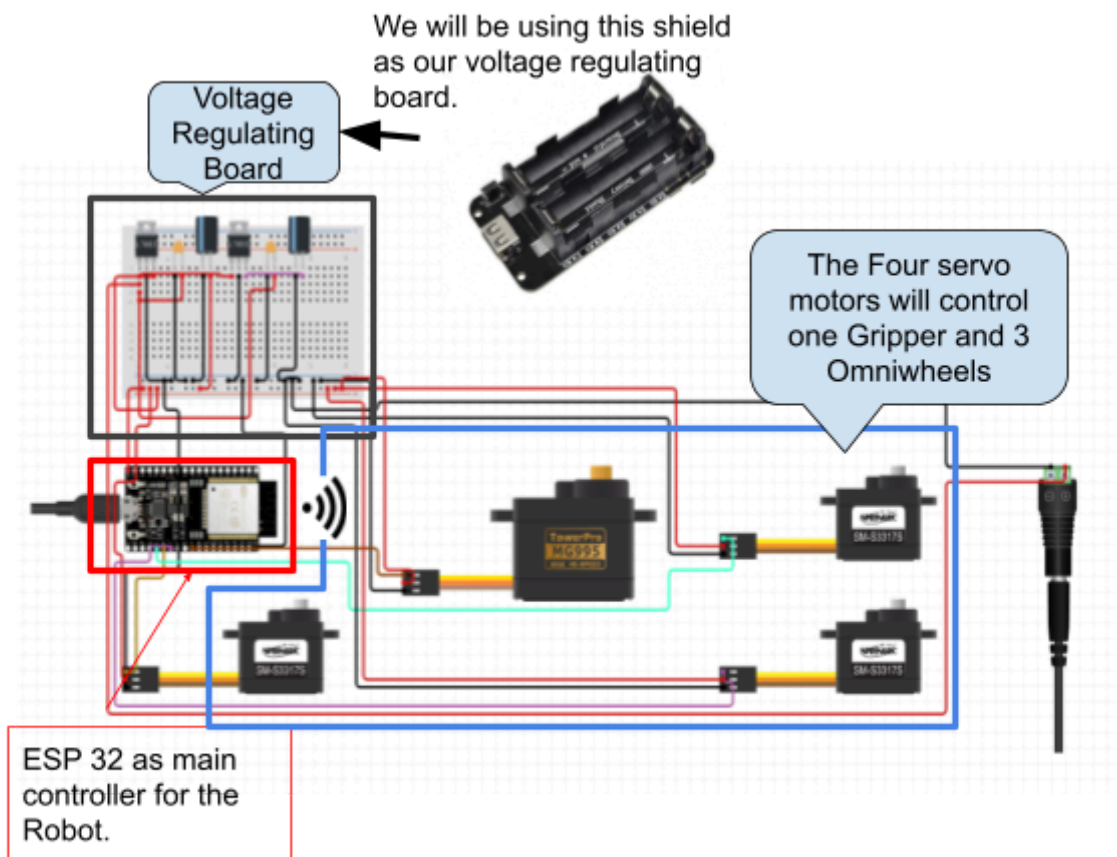 We will be using this shield
as our voltage regulating
board.
Voltage
Regulating
Board
The Four servo
motors will control
one Gripper and 3
Omniwheels
TowerPro
MG995
SM-S3317S
SM-S3317S
SM-S3317S
ESP 32 as main
controller for the
Robot.